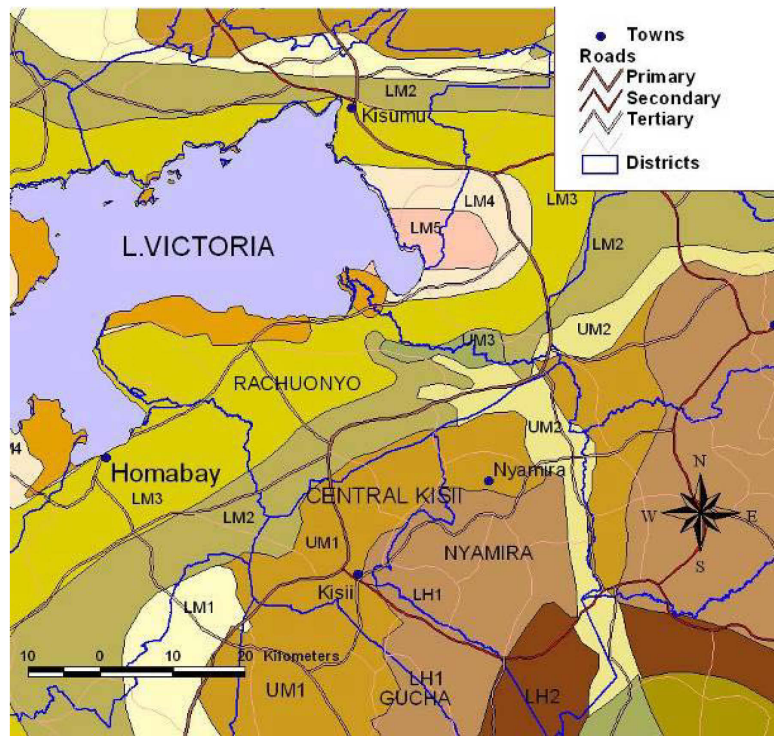 Towns
Roads
Primary
Secondary
Tertiary
Districts
LM2
Kisumu
LM4
LM3
LM5
L.VICTORIA
LM2
UM3
UM2
RACHUONYO
UM2
Homabay
Nyamira
LM3
CENTRAL KISII
LM2
N
W
E
S
UM1
NYAMIRA
Kisii
LH1
LM1
10 0 10 20 Kilometers
LH1
UM1
GUCHA
LH2